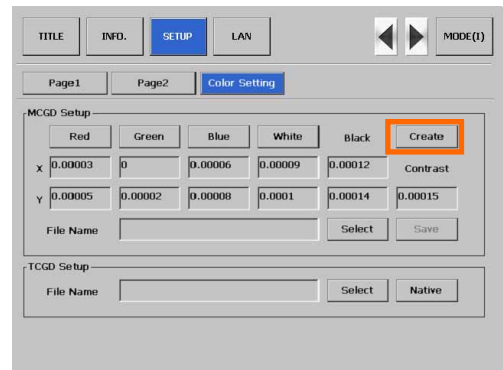 TITLE INFO. SETUP LAN MODE(I)
Page1 Page2 Color Setting
MCGD Setup
Red Green Blue White Black Create
X 0.00003 0 0.00006 0.00009 0.00012 Contrast
Y 0.00005 0.00002 0.00008 0.0001 0.00014 0.00015
File Name Select Save
TCGD Setup
File Name Select Native